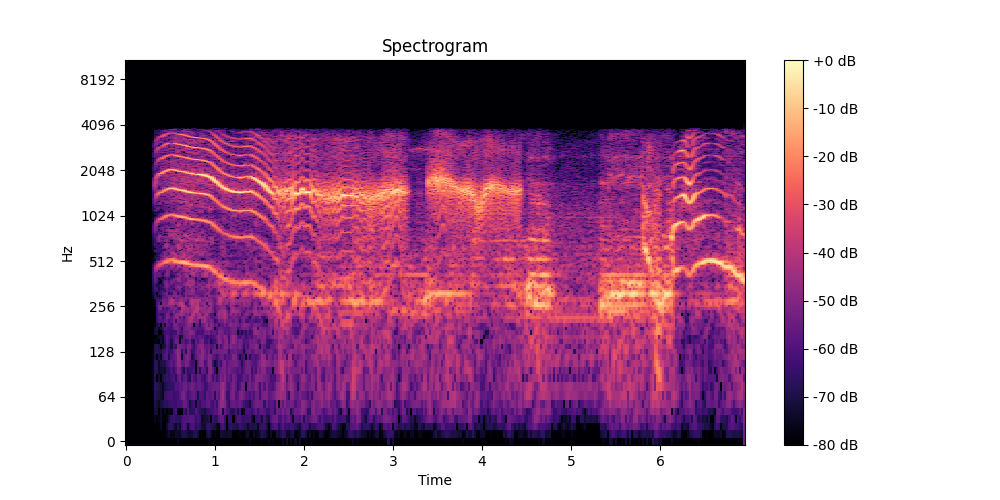 Spectrogram
8192
4096
2048
1024
512
256
128
64
0
Hz
0 1 2 3 4 5 6
Time
+0 dB
-10 dB
-20 dB
-30 dB
-40 dB
-50 dB
-60 dB
-70 dB
-80 dB